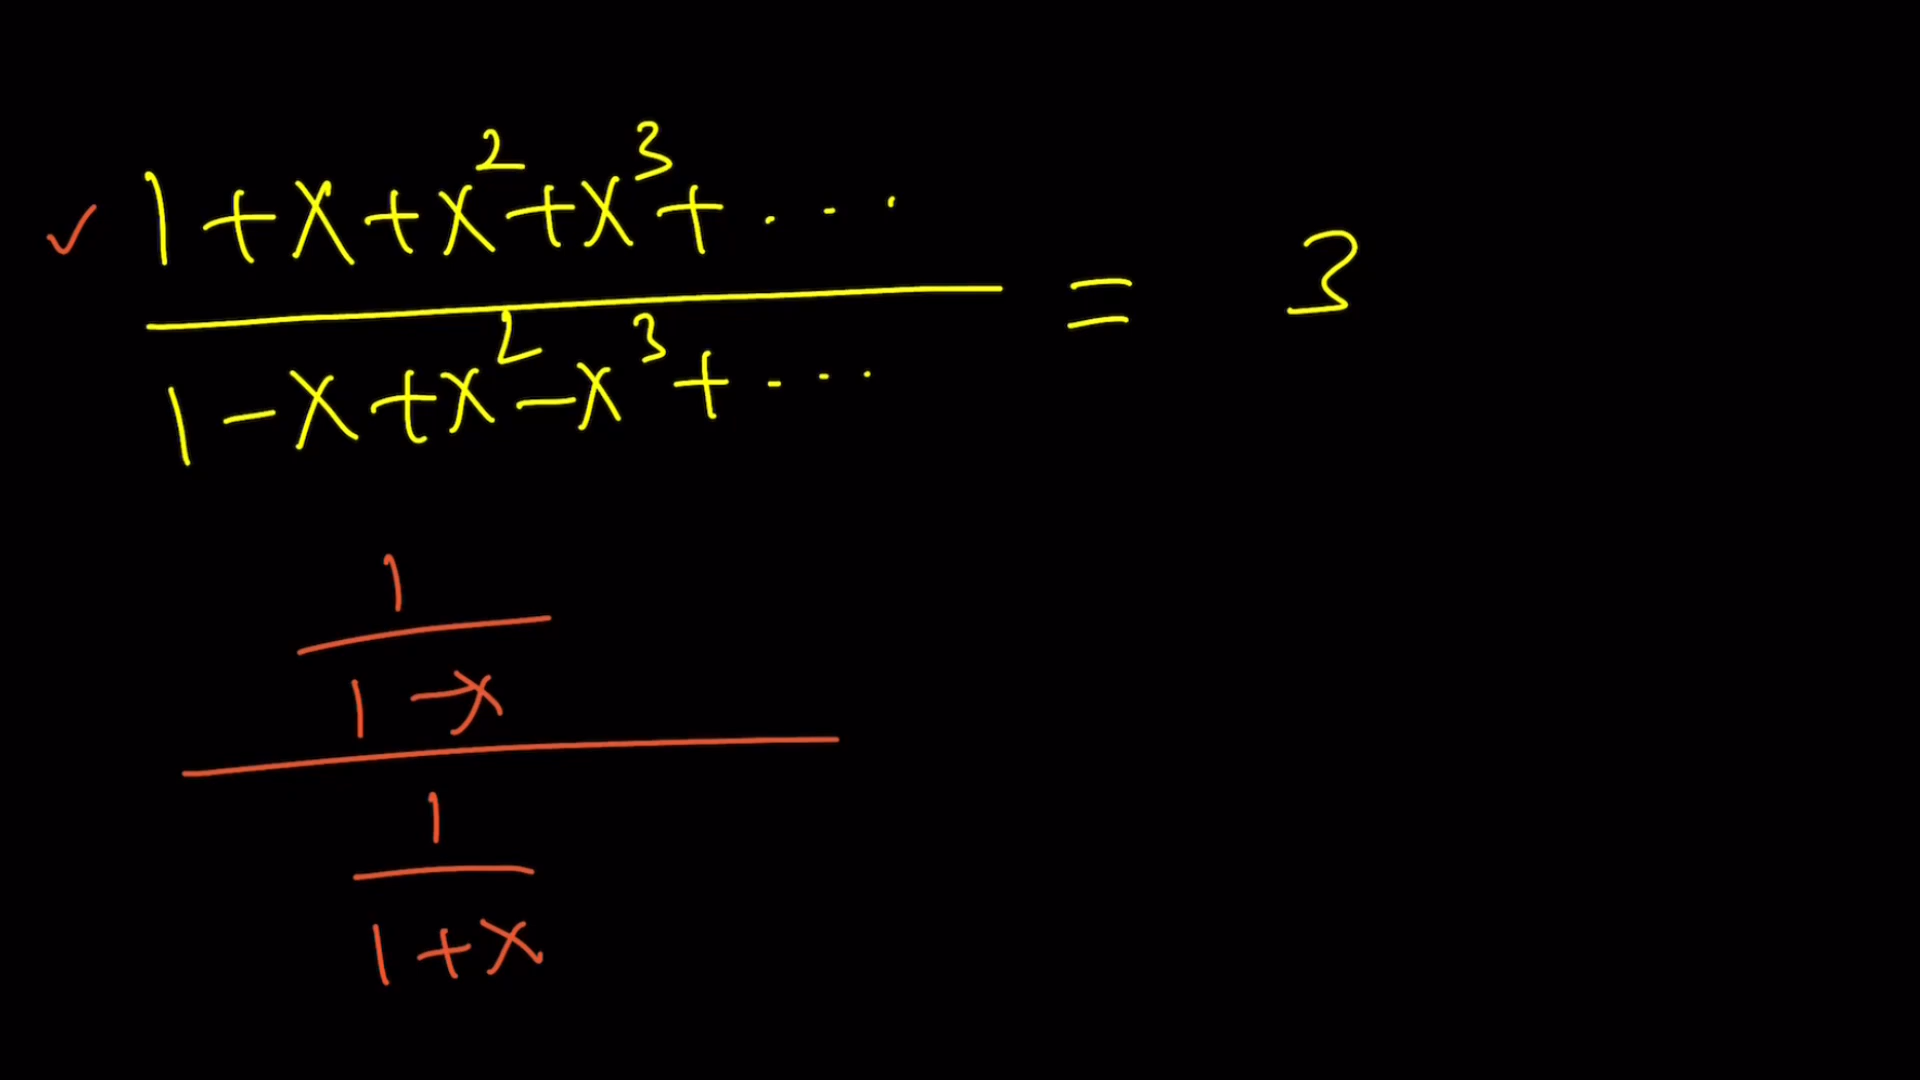 ✓ 1+x+x²+x³+...
= 3
1-x+x²-x³+...
1
1-x
1
1+x